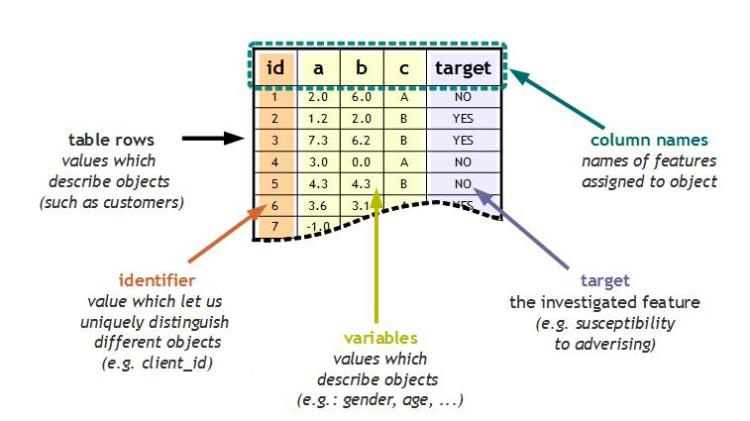 id a b c target
1 2.0 6.0 A NO
2 1.2 2.0 B YES
3 7.3 6.2 B YES
4 3.0 0.0 A NO
5 4.3 4.3 B NO
6 3.6 3.1 YES
7 -1.0
table rows
values which
describe objects
(such as customers)
column names
names of features
assigned to object
identifier
value which let us
uniquely distinguish
different objects
(e.g. client_id)
variables
values which
describe objects
(e.g.: gender, age, ...)
target
the investigated feature
(e.g. susceptibility
to adverising)